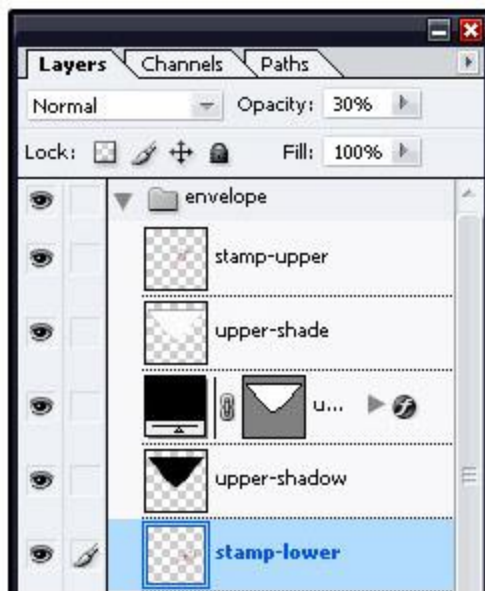 Layers Channels Paths
Normal Opacity: 30%
Lock: Fill: 100%
envelope
stamp-upper
upper-shade
u...
upper-shadow
stamp-lower